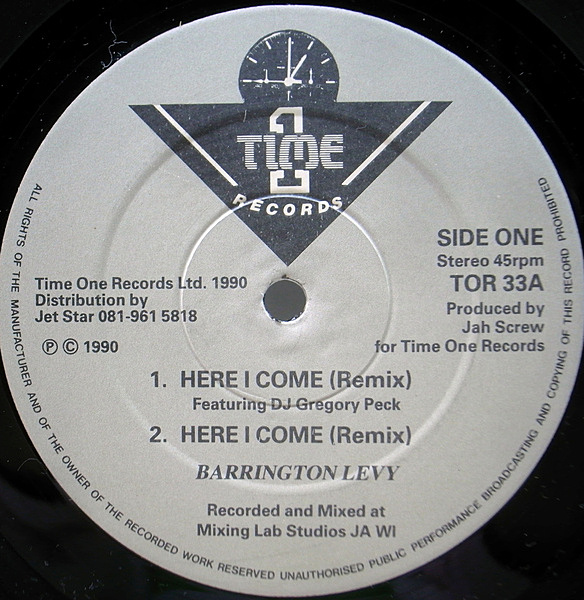 TIME 1
RECORDS
SIDE ONE
Stereo 45rpm
TOR 33A
Time One Records Ltd. 1990
Distribution by
Jet Star 081-961 5818
Produced by
Jah Screw
for Time One Records
Ⓟ © 1990
1. HERE I COME (Remix)
Featuring DJ Gregory Peck
2. HERE I COME (Remix)
BARRINGTON LEVY
Recorded and Mixed at
Mixing Lab Studios JA WI
ALL RIGHTS OF THE MANUFACTURER AND OF THE OWNER OF THE RECORDED WORK RESERVED UNAUTHORISED PUBLIC PERFORMANCE BROADCASTING AND COPYING OF THIS RECORD PROHIBITED